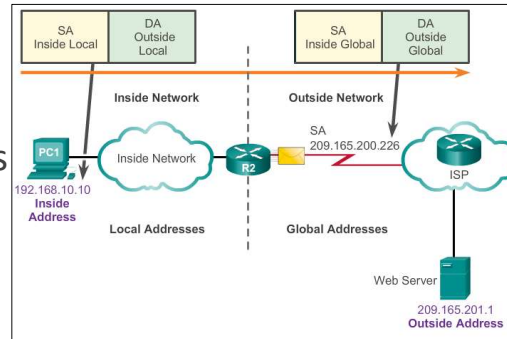 SA
Inside Local
DA
Outside
Local
SA
Inside Global
DA
Outside
Global
Inside Network
Outside Network
SA
209.165.200.226
PC1
Inside Network
R2
ISP
192.168.10.10
Inside
Address
Local Addresses
Global Addresses
Web Server
209.165.201.1
Outside Address